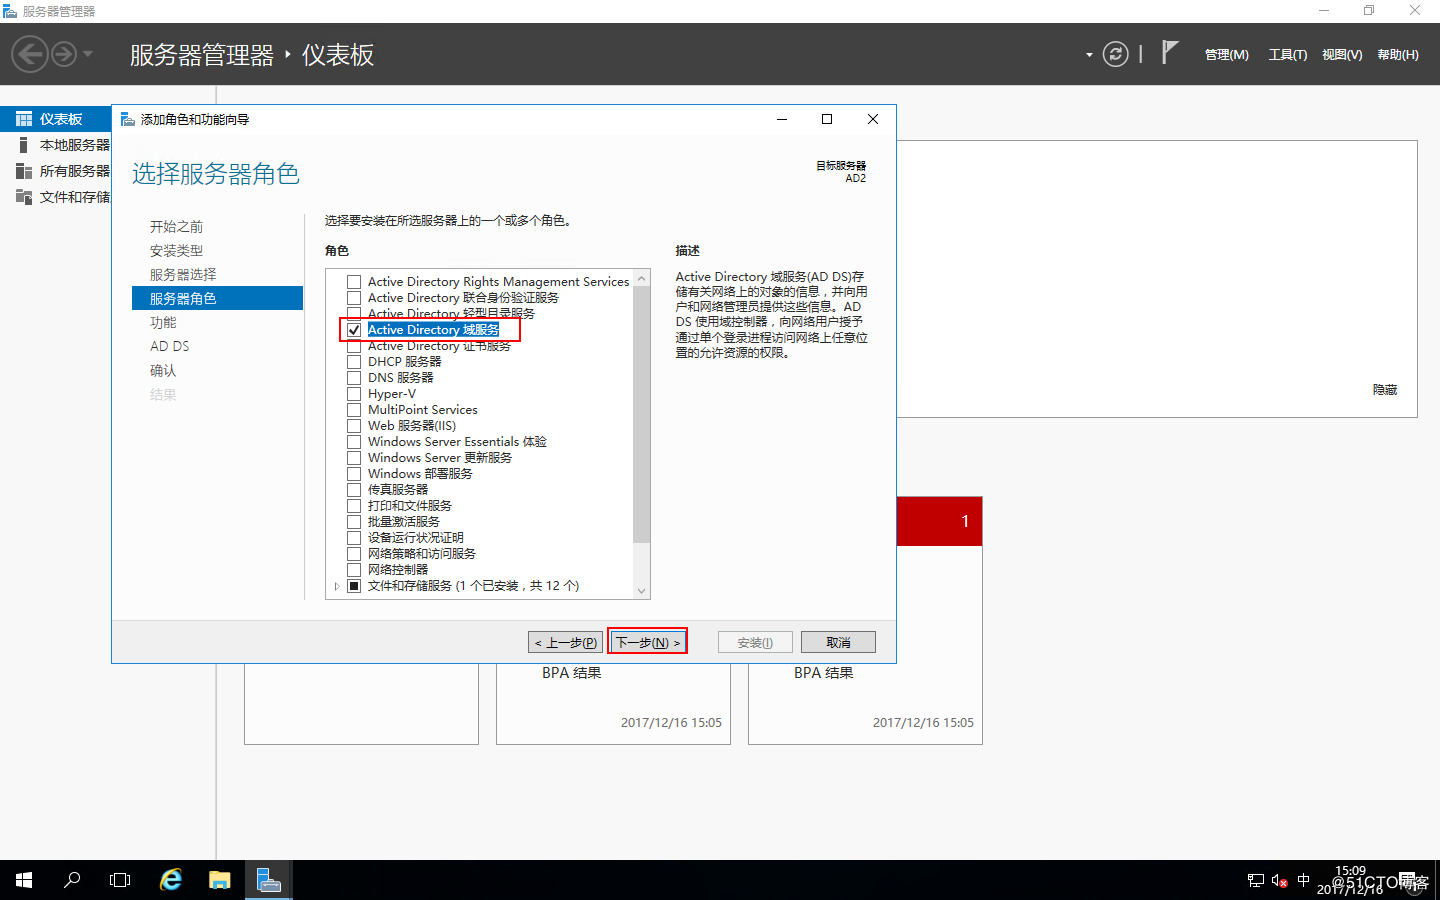 服务器管理器
服务器管理器 ‣ 仪表板
管理(M) 工具(T) 视图(V) 帮助(H)
仪表板
本地服务器
所有服务器
文件和存储
添加角色和功能向导
选择服务器角色
目标服务器
AD2
开始之前
安装类型
服务器选择
服务器角色
功能
AD DS
确认
结果
选择要安装在所选服务器上的一个或多个角色。
角色
Active Directory Rights Management Services
Active Directory 联合身份验证服务
Active Directory 轻型目录服务
Active Directory 域服务
Active Directory 证书服务
DHCP 服务器
DNS 服务器
Hyper-V
MultiPoint Services
Web 服务器(IIS)
Windows Server Essentials 体验
Windows Server 更新服务
Windows 部署服务
传真服务器
打印和文件服务
批量激活服务
设备运行状况证明
网络策略和访问服务
网络控制器
文件和存储服务 (1 个已安装，共 12 个)
描述
Active Directory 域服务(AD DS)存
储有关网络上的对象的信息，并向用
户和网络管理员提供这些信息。AD
DS 使用域控制器，向网络用户授予
通过单个登录进程访问网络上任意位
置的允许资源的权限。
< 上一步(P) 下一步(N) > 安装(I) 取消
隐藏
1
BPA 结果
2017/12/16 15:05
BPA 结果
2017/12/16 15:05
中
15:09
2017/12/16
@51CTO博客